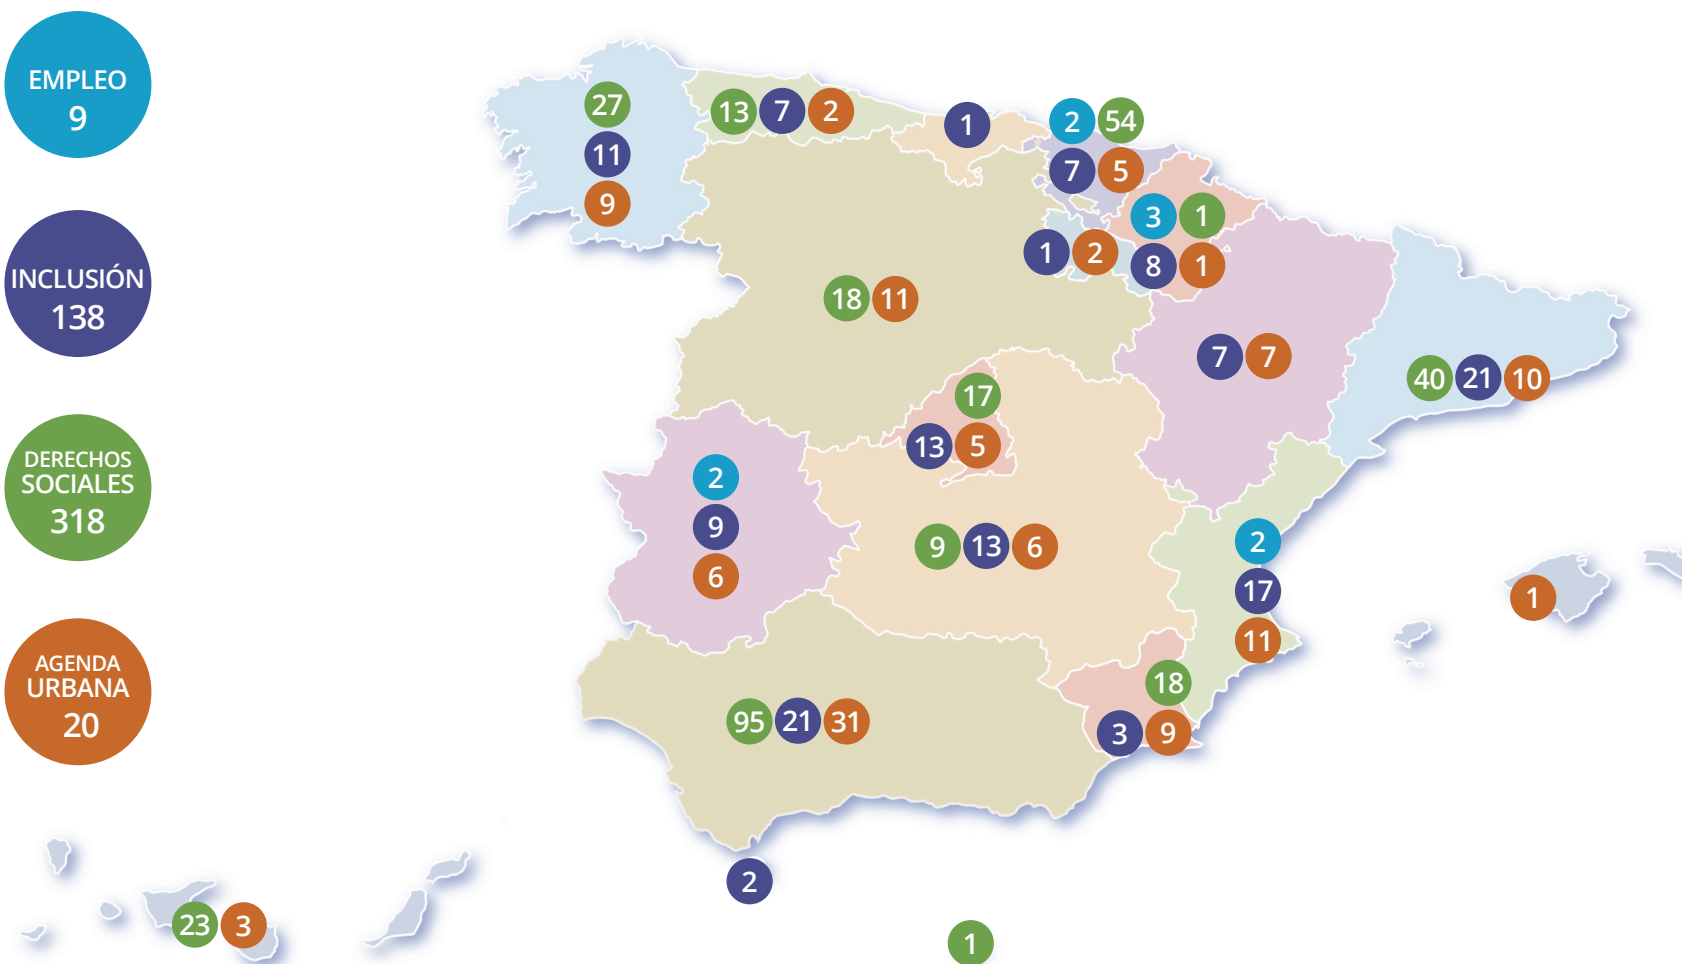 EMPLEO
9
INCLUSIÓN
138
DERECHOS
SOCIALES
318
AGENDA
URBANA
20
27
11
9
13 7 2
1
2 54
7 5
3 1
8 1
1 2
18 11
7 7
40 21 10
17
13 5
2
9
6
9 13 6
2
17
11
1
18
3 9
95 21 31
2
23 3
1